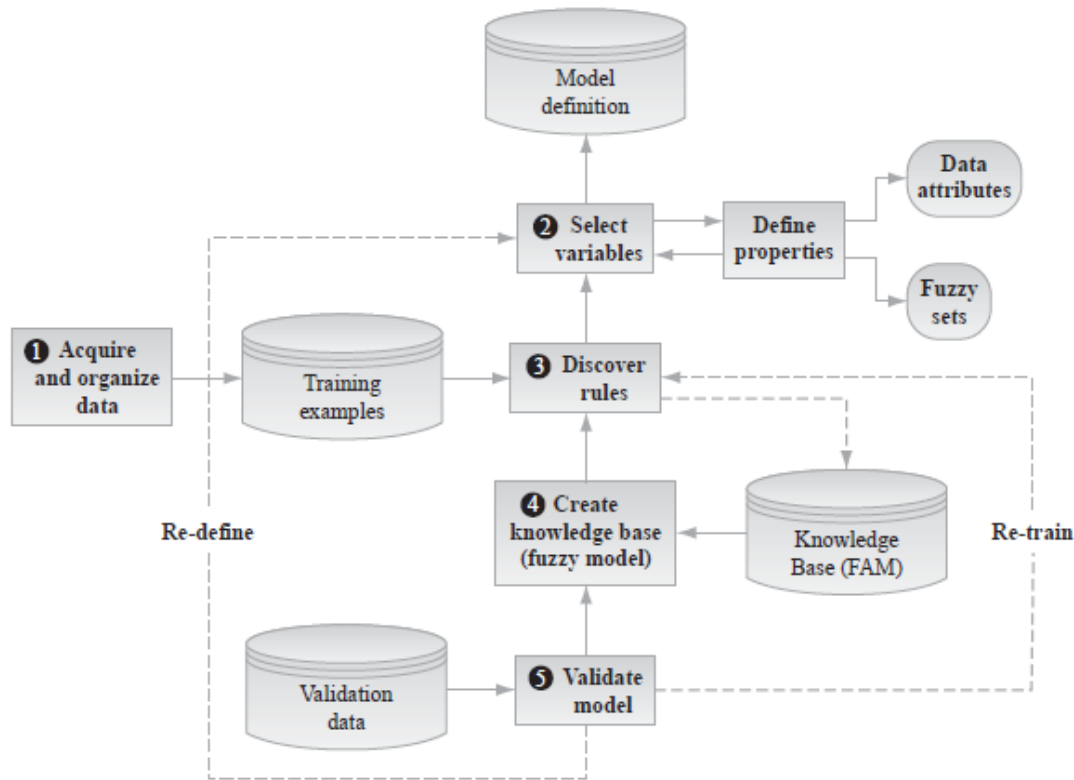 Model
definition
Data
attributes
❷ Select
variables
Define
properties
Fuzzy
sets
❶ Acquire
and organize
data
Training
examples
❸ Discover
rules
Re-define
❹ Create
knowledge base
(fuzzy model)
Knowledge
Base (FAM)
Re-train
Validation
data
❺ Validate
model